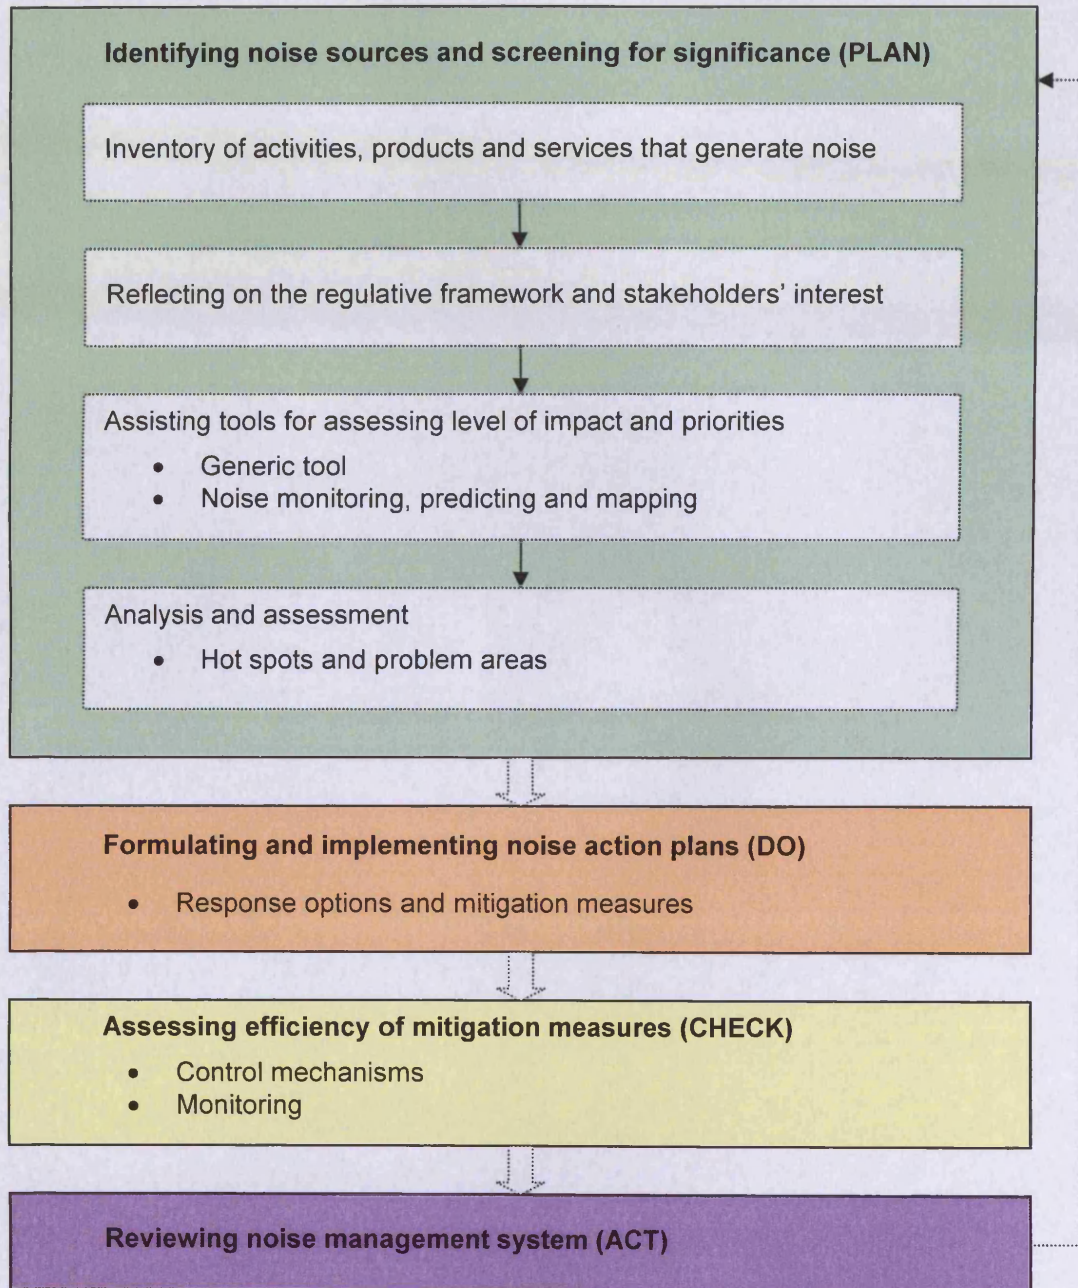 Identifying noise sources and screening for significance (PLAN)
Inventory of activities, products and services that generate noise
Reflecting on the regulative framework and stakeholders’ interest
Assisting tools for assessing level of impact and priorities
• Generic tool
• Noise monitoring, predicting and mapping
Analysis and assessment
• Hot spots and problem areas
Formulating and implementing noise action plans (DO)
• Response options and mitigation measures
Assessing efficiency of mitigation measures (CHECK)
• Control mechanisms
• Monitoring
Reviewing noise management system (ACT)